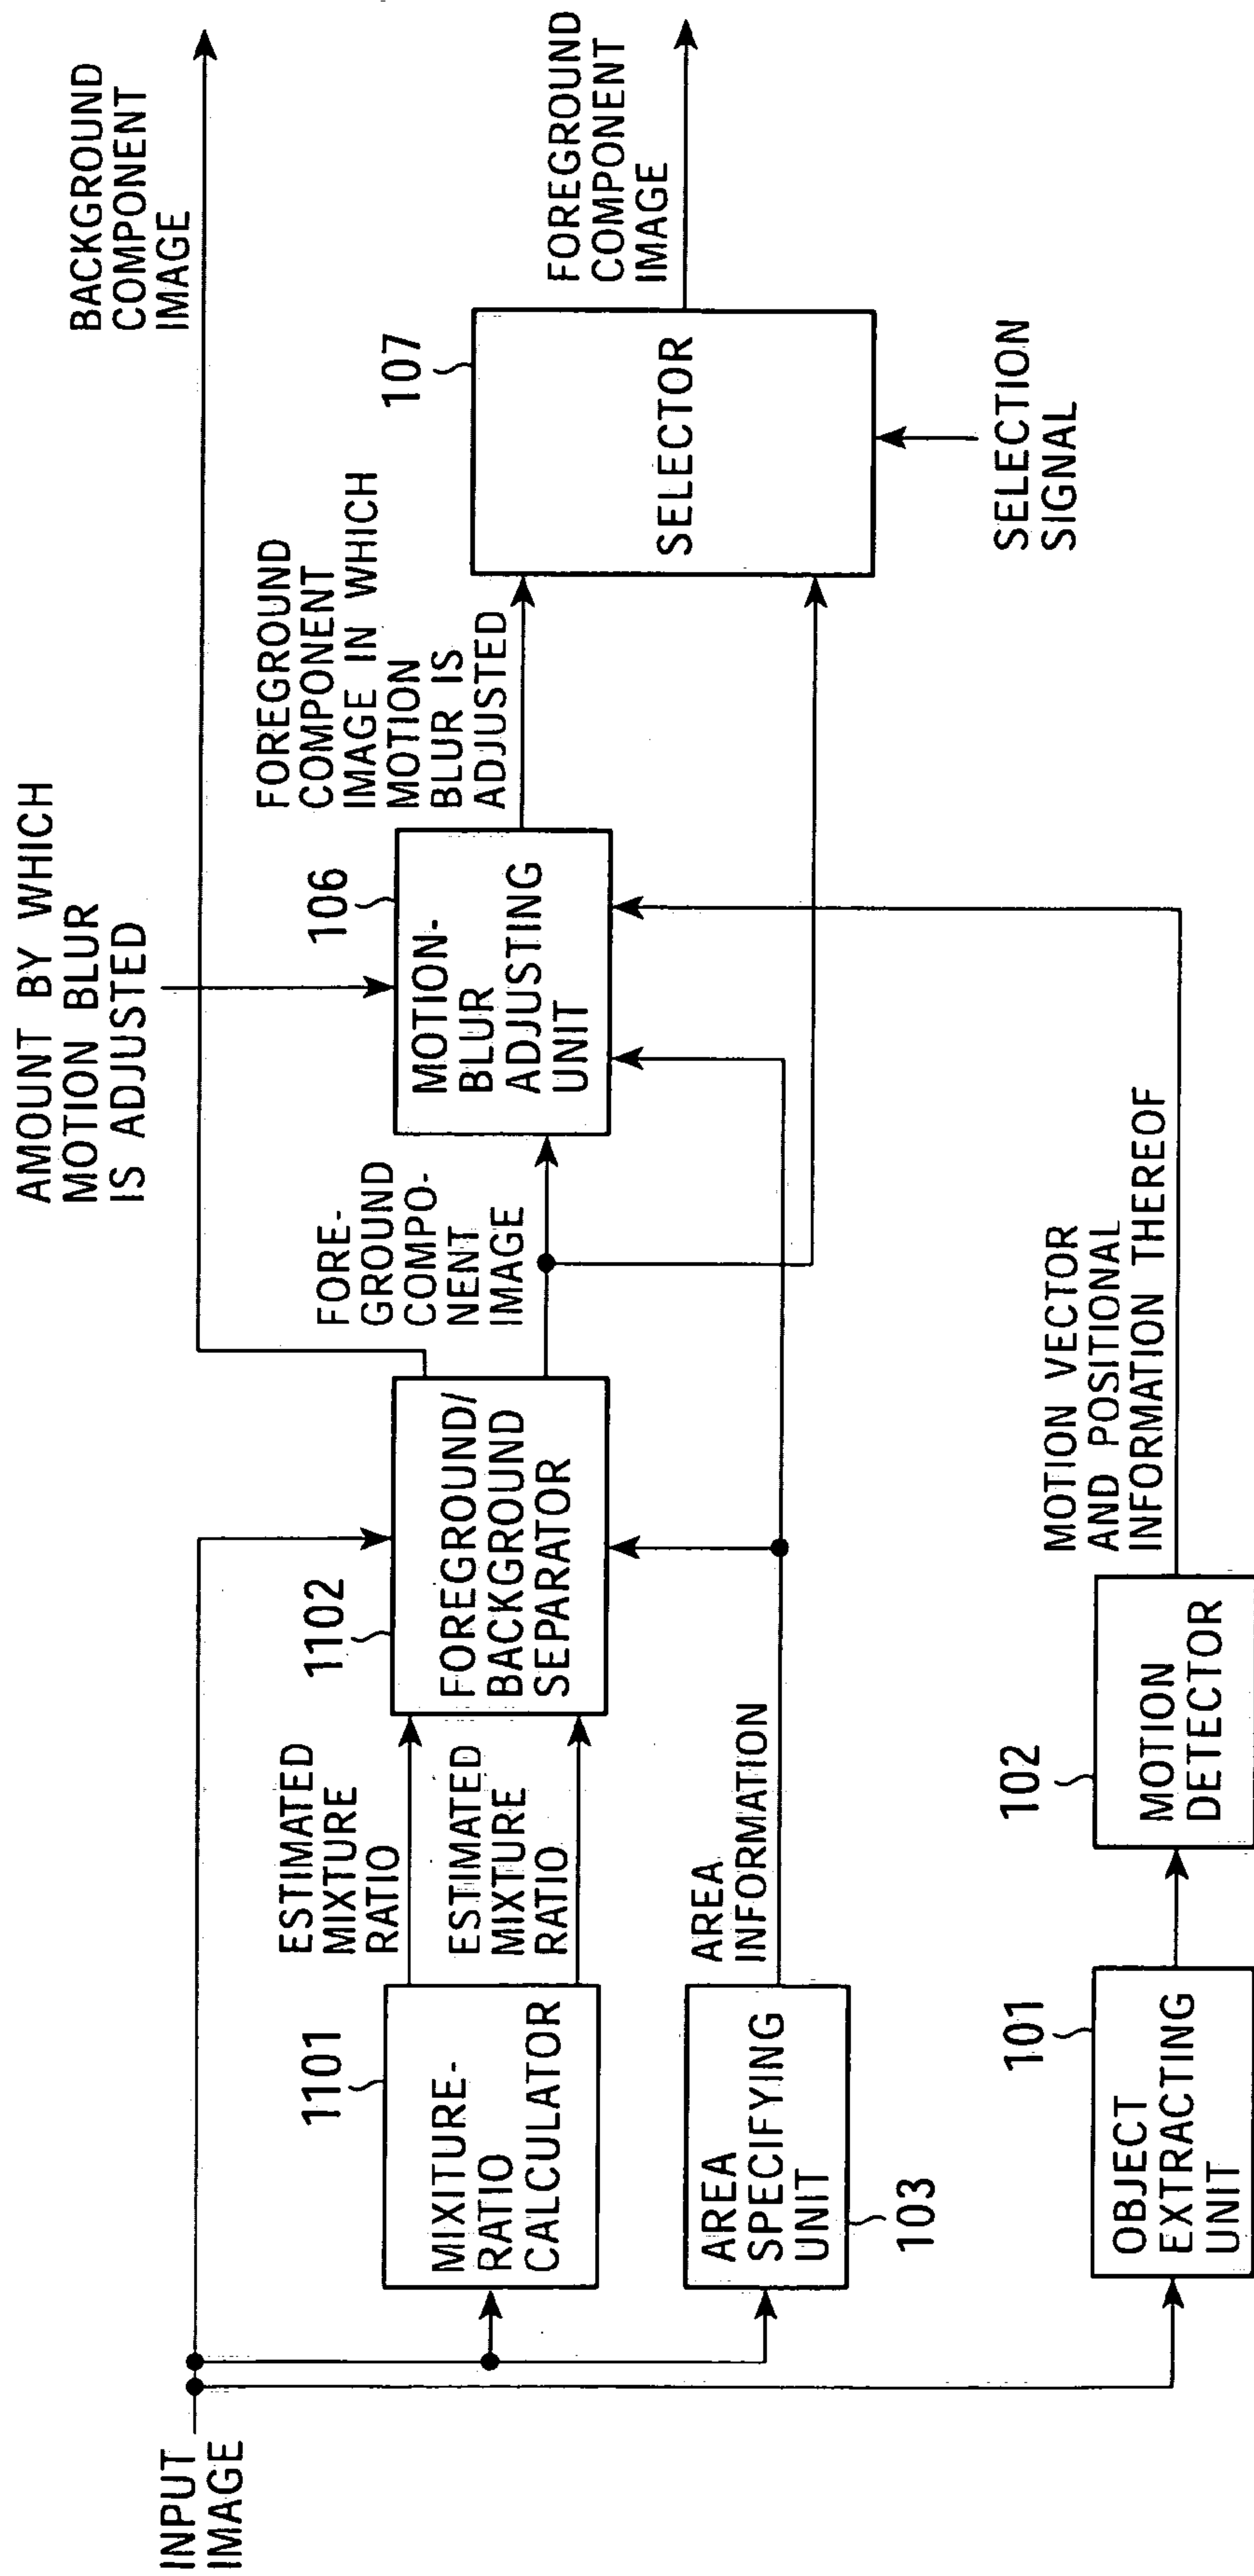 INPUT
IMAGE
MIXITURE-
RATIO
CALCULATOR
1101
AREA
SPECIFYING
UNIT
103
OBJECT
EXTRACTING
UNIT
101
ESTIMATED
MIXTURE
RATIO
ESTIMATED
MIXTURE
RATIO
AREA
INFORMATION
MOTION
DETECTOR
102
FOREGROUND/
BACKGROUND
SEPARATOR
1102
MOTION VECTOR
AND POSITIONAL
INFORMATION THEREOF
FORE-
GROUND
COMPO-
NENT
IMAGE
AMOUNT BY WHICH
MOTION BLUR
IS ADJUSTED
MOTION-
BLUR
ADJUSTING
UNIT
106
FOREGROUND
COMPONENT
IMAGE IN WHICH
MOTION
BLUR IS
ADJUSTED
SELECTOR
107
SELECTION
SIGNAL
BACKGROUND
COMPONENT
IMAGE
FOREGROUND
COMPONENT
IMAGE